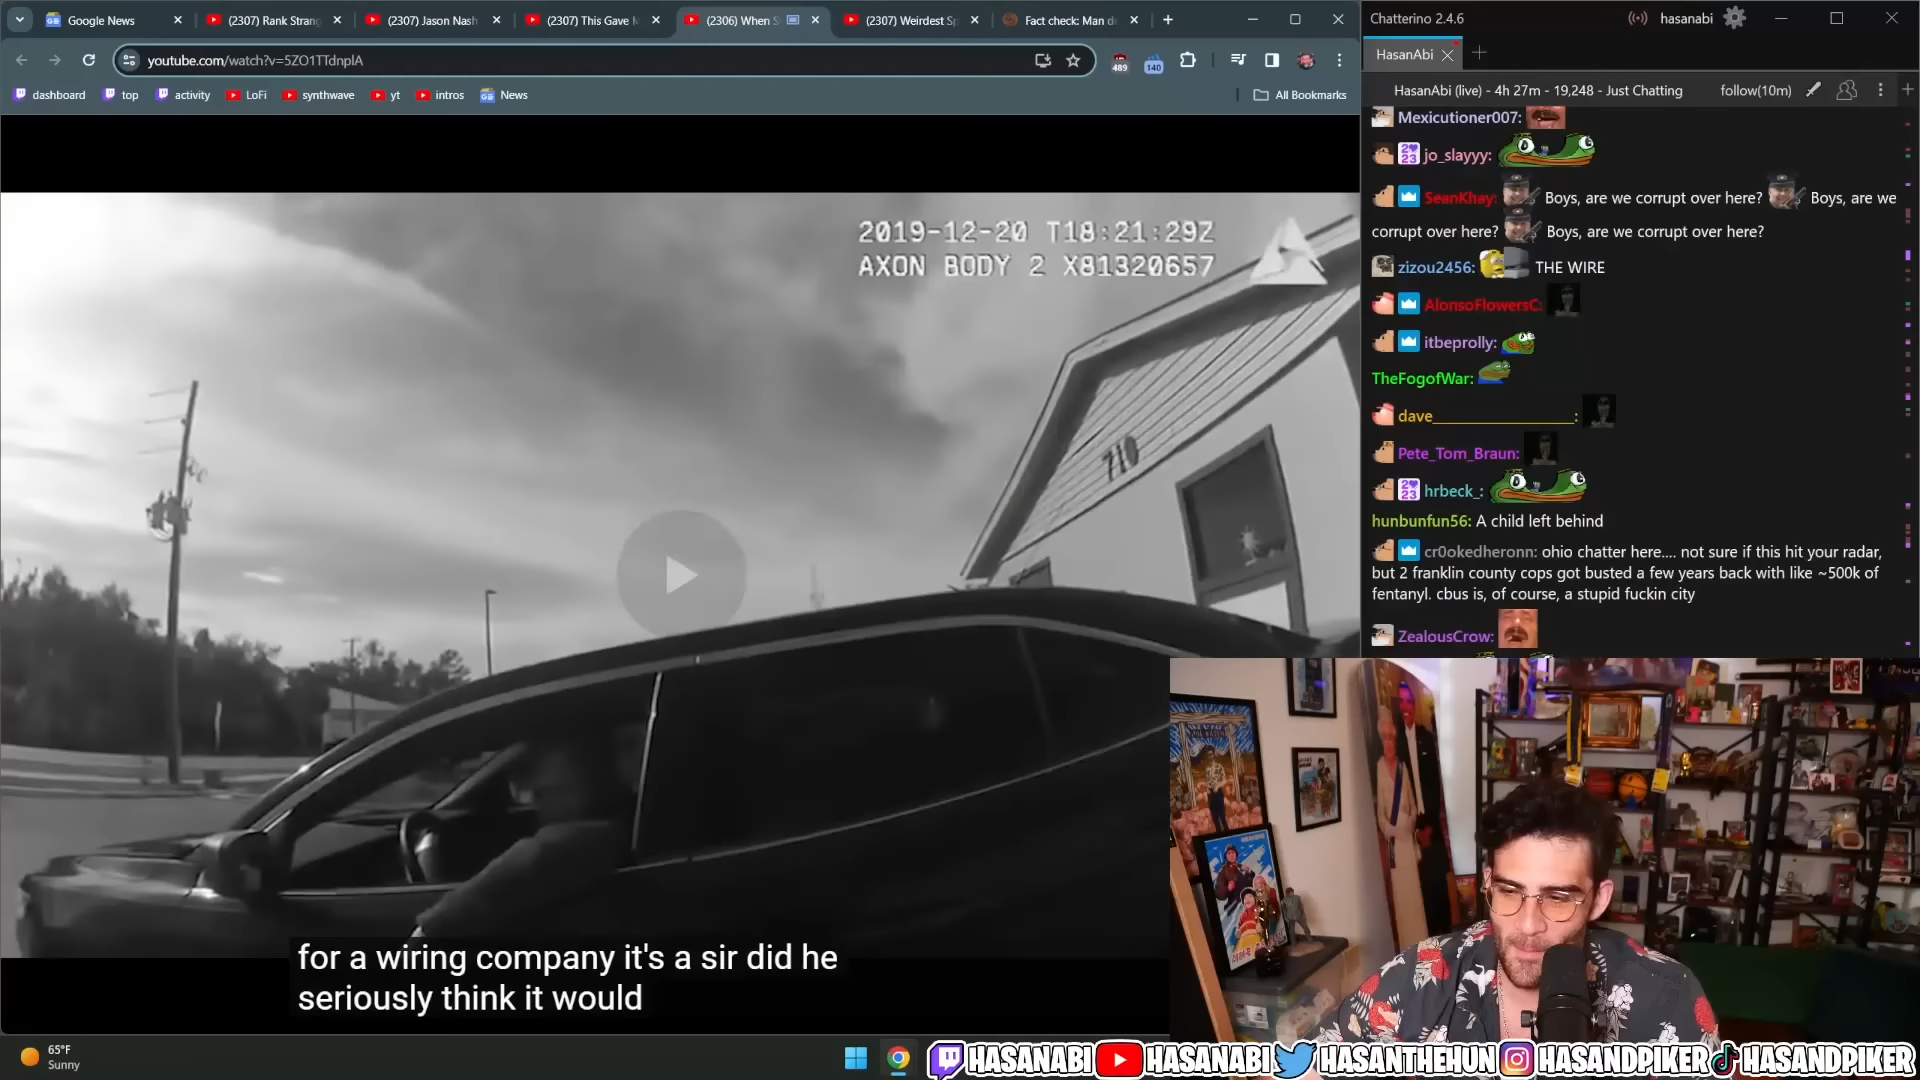 Google News
(2307) Rank Strang
(2307) Jason Nash
(2307) This Gave M
(2306) When S
(2307) Weirdest Sp
Fact check: Man de
youtube.com/watch?v=5ZO1TTdnplA
489
140
dashboard
top
activity
LoFi
synthwave
yt
intros
News
All Bookmarks
2019-12-20 T18:21:29Z
AXON BODY 2 X81320657
710
for a wiring company it's a sir did he
seriously think it would
65°F
Sunny
Chatterino 2.4.6
hasanabi
HasanAbi
HasanAbi (live) - 4h 27m - 19,248 - Just Chatting
follow(10m)
Mexicutioner007:
jo_slayyy:
SeanKhay: Boys, are we corrupt over here? Boys, are we
corrupt over here? Boys, are we corrupt over here?
zizou2456: THE WIRE
AlonsoFlowersC:
itbeprolly:
TheFogofWar:
Pete_Tom_Braun:
hrbeck_:
hunbunfun56: A child left behind
cr0okedheronn: ohio chatter here.... not sure if this hit your radar,
but 2 franklin county cops got busted a few years back with like ~500k of
fentanyl. cbus is, of course, a stupid fuckin city
ZealousCrow:
HASANABI HASANABI HASANTHEHUN HASANDPIKER HASANDPIKER